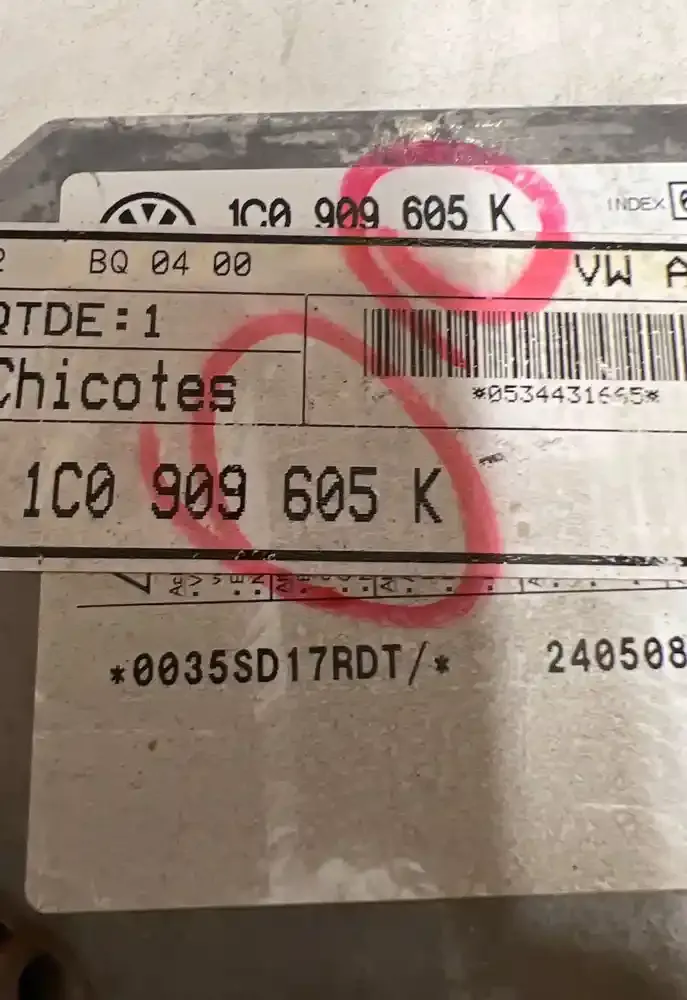 1C0 909 605 K INDEX
BQ 04 00 VW A
QTDE:1
Chicotes
*0534431665*
1C0 909 605 K
*0035SD17RDT/* 240508